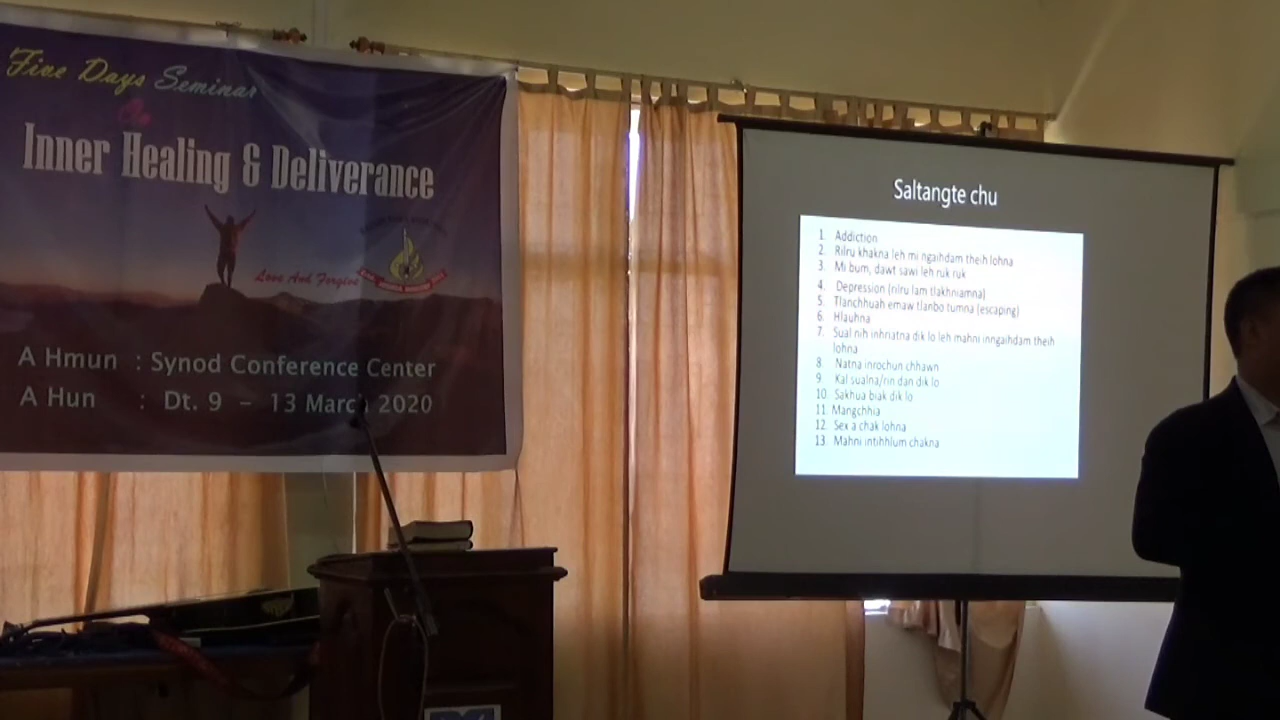 Five Days Seminar
On
Inner Healing & Deliverance
Love And Forgive
A Hmun : Synod Conference Center
A Hun : Dt. 9 - 13 March 2020
Saltangte chu
1. Addiction
2. Rilru khakna leh mi ngaihdam theih lohna
3. Mi bum, dawt sawi leh ruk ruk
4. Depression (rilru lam tlakhniamna)
5. Tlanchhuah emaw tlanbo tumna (escaping)
6. Hlauhna
7. Sual nih inhriatna dik lo leh mahni inngaihdam theih
lohna
8 Natna inrochun chhawn
9 Kal sualna/rin dan dik lo
10. Sakhua biak dik lo
11. Mangchhia
12. Sex a chak lohna
13. Mahni intihhlum chakna